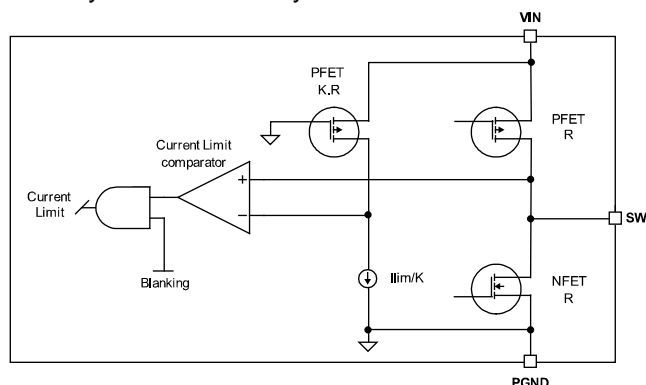 VIN
PFET
K.R
PFET
R
Current Limit
comparator
+
Current
Limit
−
SW
Blanking
Ilim/K
NFET
R
PGND